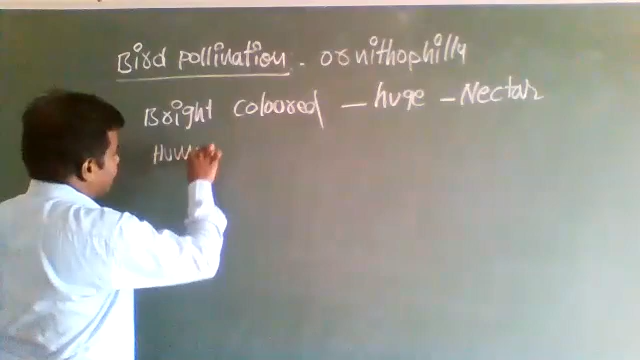 Bird pollination - ornithophilly
Bright coloured - huge - Nectar
Hum